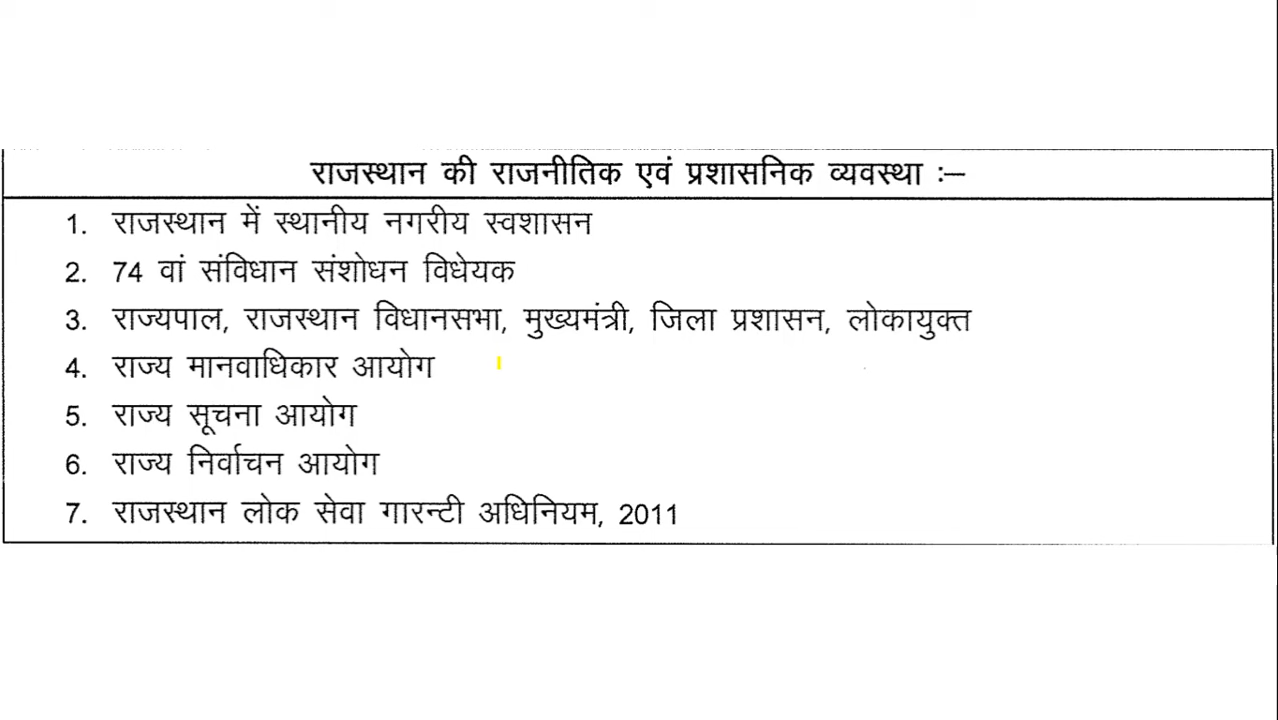 राजस्थान की राजनीतिक एवं प्रशासनिक व्यवस्था :–
1. राजस्थान में स्थानीय नगरीय स्वशासन
2. 74 वां संविधान संशोधन विधेयक
3. राज्यपाल, राजस्थान विधानसभा, मुख्यमंत्री, जिला प्रशासन, लोकायुक्त
4. राज्य मानवाधिकार आयोग
5. राज्य सूचना आयोग
6. राज्य निर्वाचन आयोग
7. राजस्थान लोक सेवा गारन्टी अधिनियम, 2011